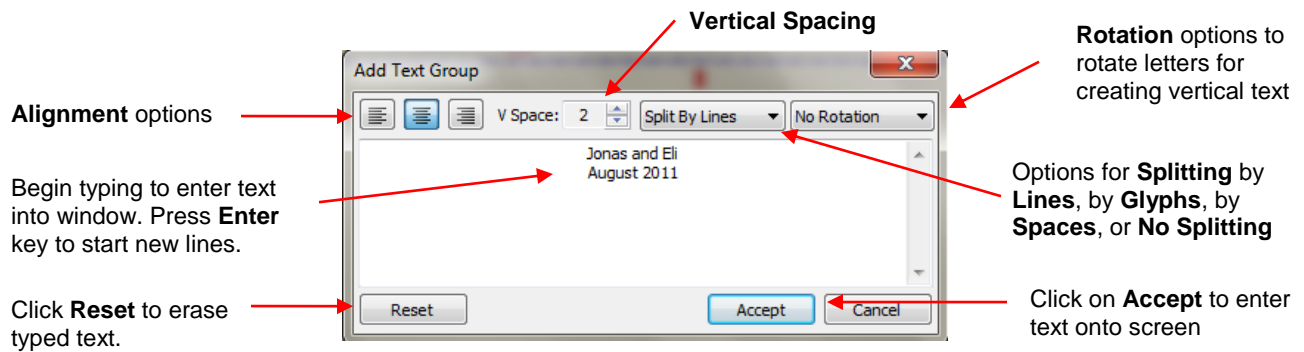 Vertical Spacing
Rotation options to
rotate letters for
creating vertical text
Add Text Group
Alignment options
V Space: 2 Split By Lines No Rotation
Jonas and Eli
August 2011
Begin typing to enter text
into window. Press Enter
key to start new lines.
Options for Splitting by
Lines, by Glyphs, by
Spaces, or No Splitting
Click Reset to erase
typed text.
Reset Accept Cancel
Click on Accept to enter
text onto screen